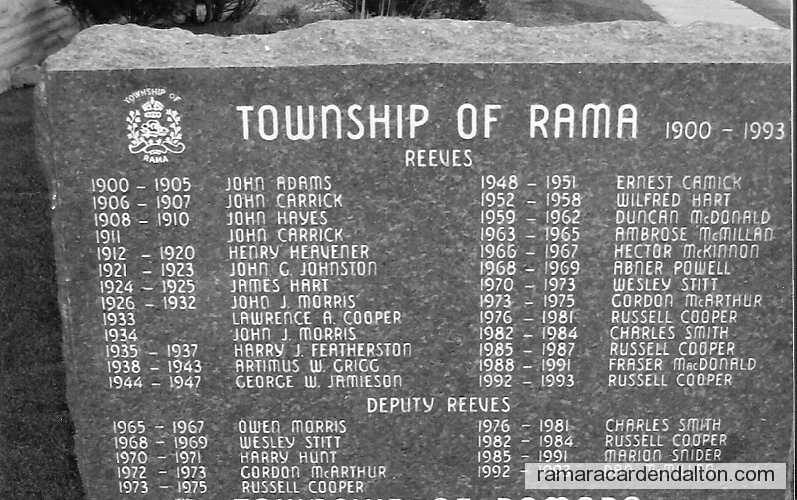 TOWNSHIP OF
RAMA
TOWNSHIP OF RAMA 1900 - 1993
REEVES
1900 - 1905 JOHN ADAMS
1906 - 1907 JOHN CARRICK
1908 - 1910 JOHN HAYES
1911 JOHN CARRICK
1912 - 1920 HENRY HEAVENER
1921 - 1923 JOHN G. JOHNSTON
1924 - 1925 JAMES HART
1926 - 1932 JOHN J. MORRIS
1933 LAWRENCE A. COOPER
1934 JOHN J. MORRIS
1935 - 1937 HARRY J. FEATHERSTON
1938 - 1943 ARTIMUS W. GRIGG
1944 - 1947 GEORGE W. JAMIESON
1948 - 1951 ERNEST CAMICK
1952 - 1958 WILFRED HART
1959 - 1962 DUNCAN McDONALD
1963 - 1965 AMBROSE McMILLAN
1966 - 1967 HECTOR McKINNON
1968 - 1969 ABNER POWELL
1970 - 1973 WESLEY STITT
1973 - 1975 GORDON McARTHUR
1976 - 1981 RUSSELL COOPER
1982 - 1984 CHARLES SMITH
1985 - 1987 RUSSELL COOPER
1988 - 1991 FRASER MacDONALD
1992 - 1993 RUSSELL COOPER
DEPUTY REEVES
1965 - 1967 OWEN MORRIS
1968 - 1969 WESLEY STITT
1970 - 1971 HARRY HUNT
1972 - 1973 GORDON McARTHUR
1973 - 1975 RUSSELL COOPER
1976 - 1981 CHARLES SMITH
1982 - 1984 RUSSELL COOPER
1985 - 1991 MARION SNIDER
1992 -
ramaracardendalton.com
TOWNSHIP OF